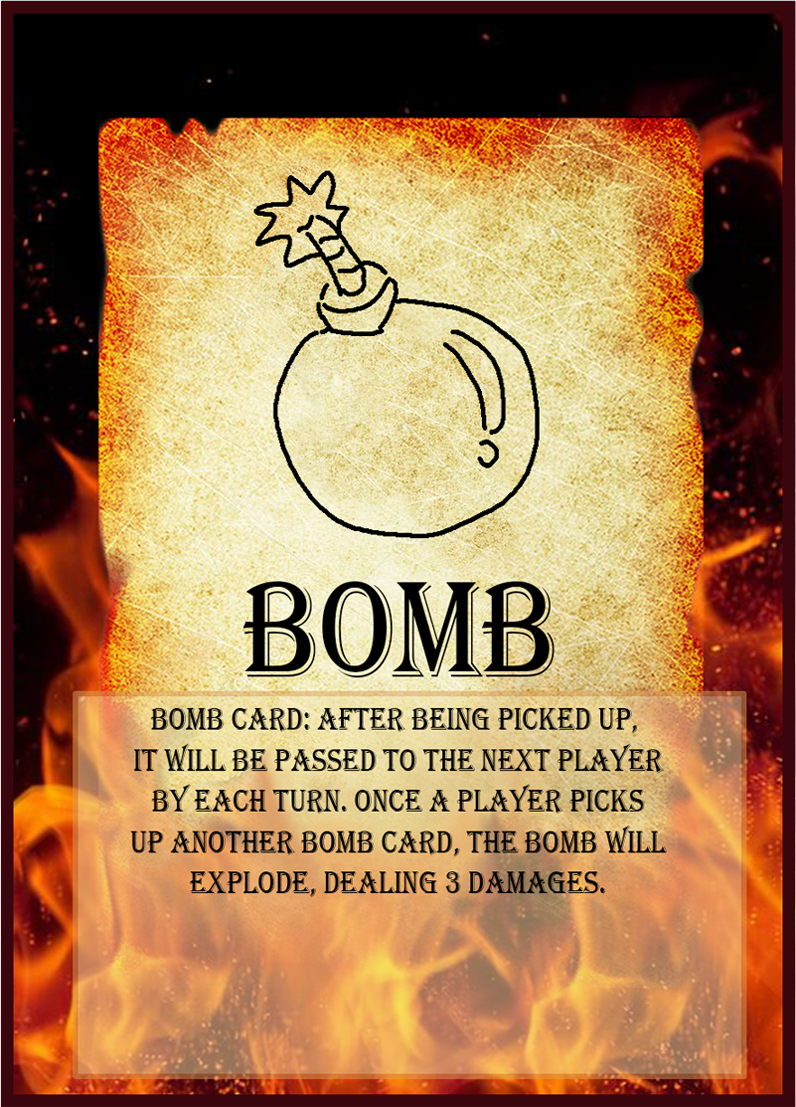 BOMB
BOMB CARD: AFTER BEING PICKED UP,
IT WILL BE PASSED TO THE NEXT PLAYER
BY EACH TURN. ONCE A PLAYER PICKS
UP ANOTHER BOMB CARD, THE BOMB WILL
EXPLODE, DEALING 3 DAMAGES.